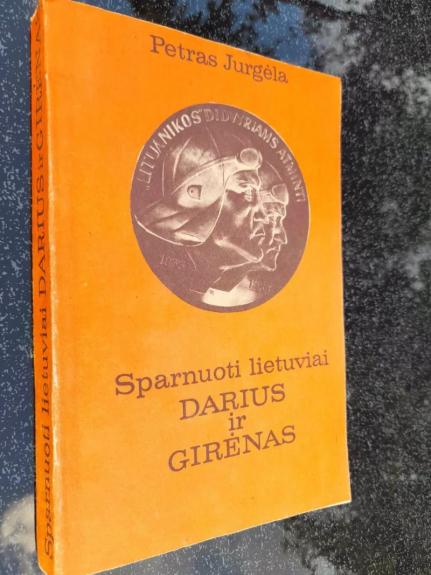 Petras Jurgėla
„LITUANIKOS" DIDVYRIAMS ATMINTI
Sparnuoti lietuviai
DARIUS
ir
GIRĖNAS
Sparnuoti lietuviai DARIUS ir GIRĖNAS